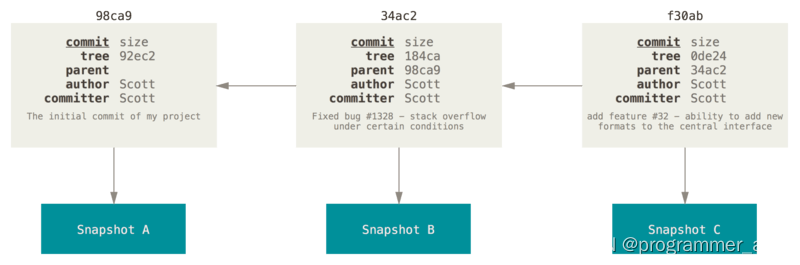 98ca9
commit size
tree 92ec2
parent
author Scott
committer Scott
The initial commit of my project
Snapshot A
34ac2
commit size
tree 184ca
parent 98ca9
author Scott
committer Scott
Fixed bug #1328 – stack overflow
under certain conditions
Snapshot B
f30ab
commit size
tree 0de24
parent 34ac2
author Scott
committer Scott
add feature #32 – ability to add new
formats to the central interface
Snapshot C